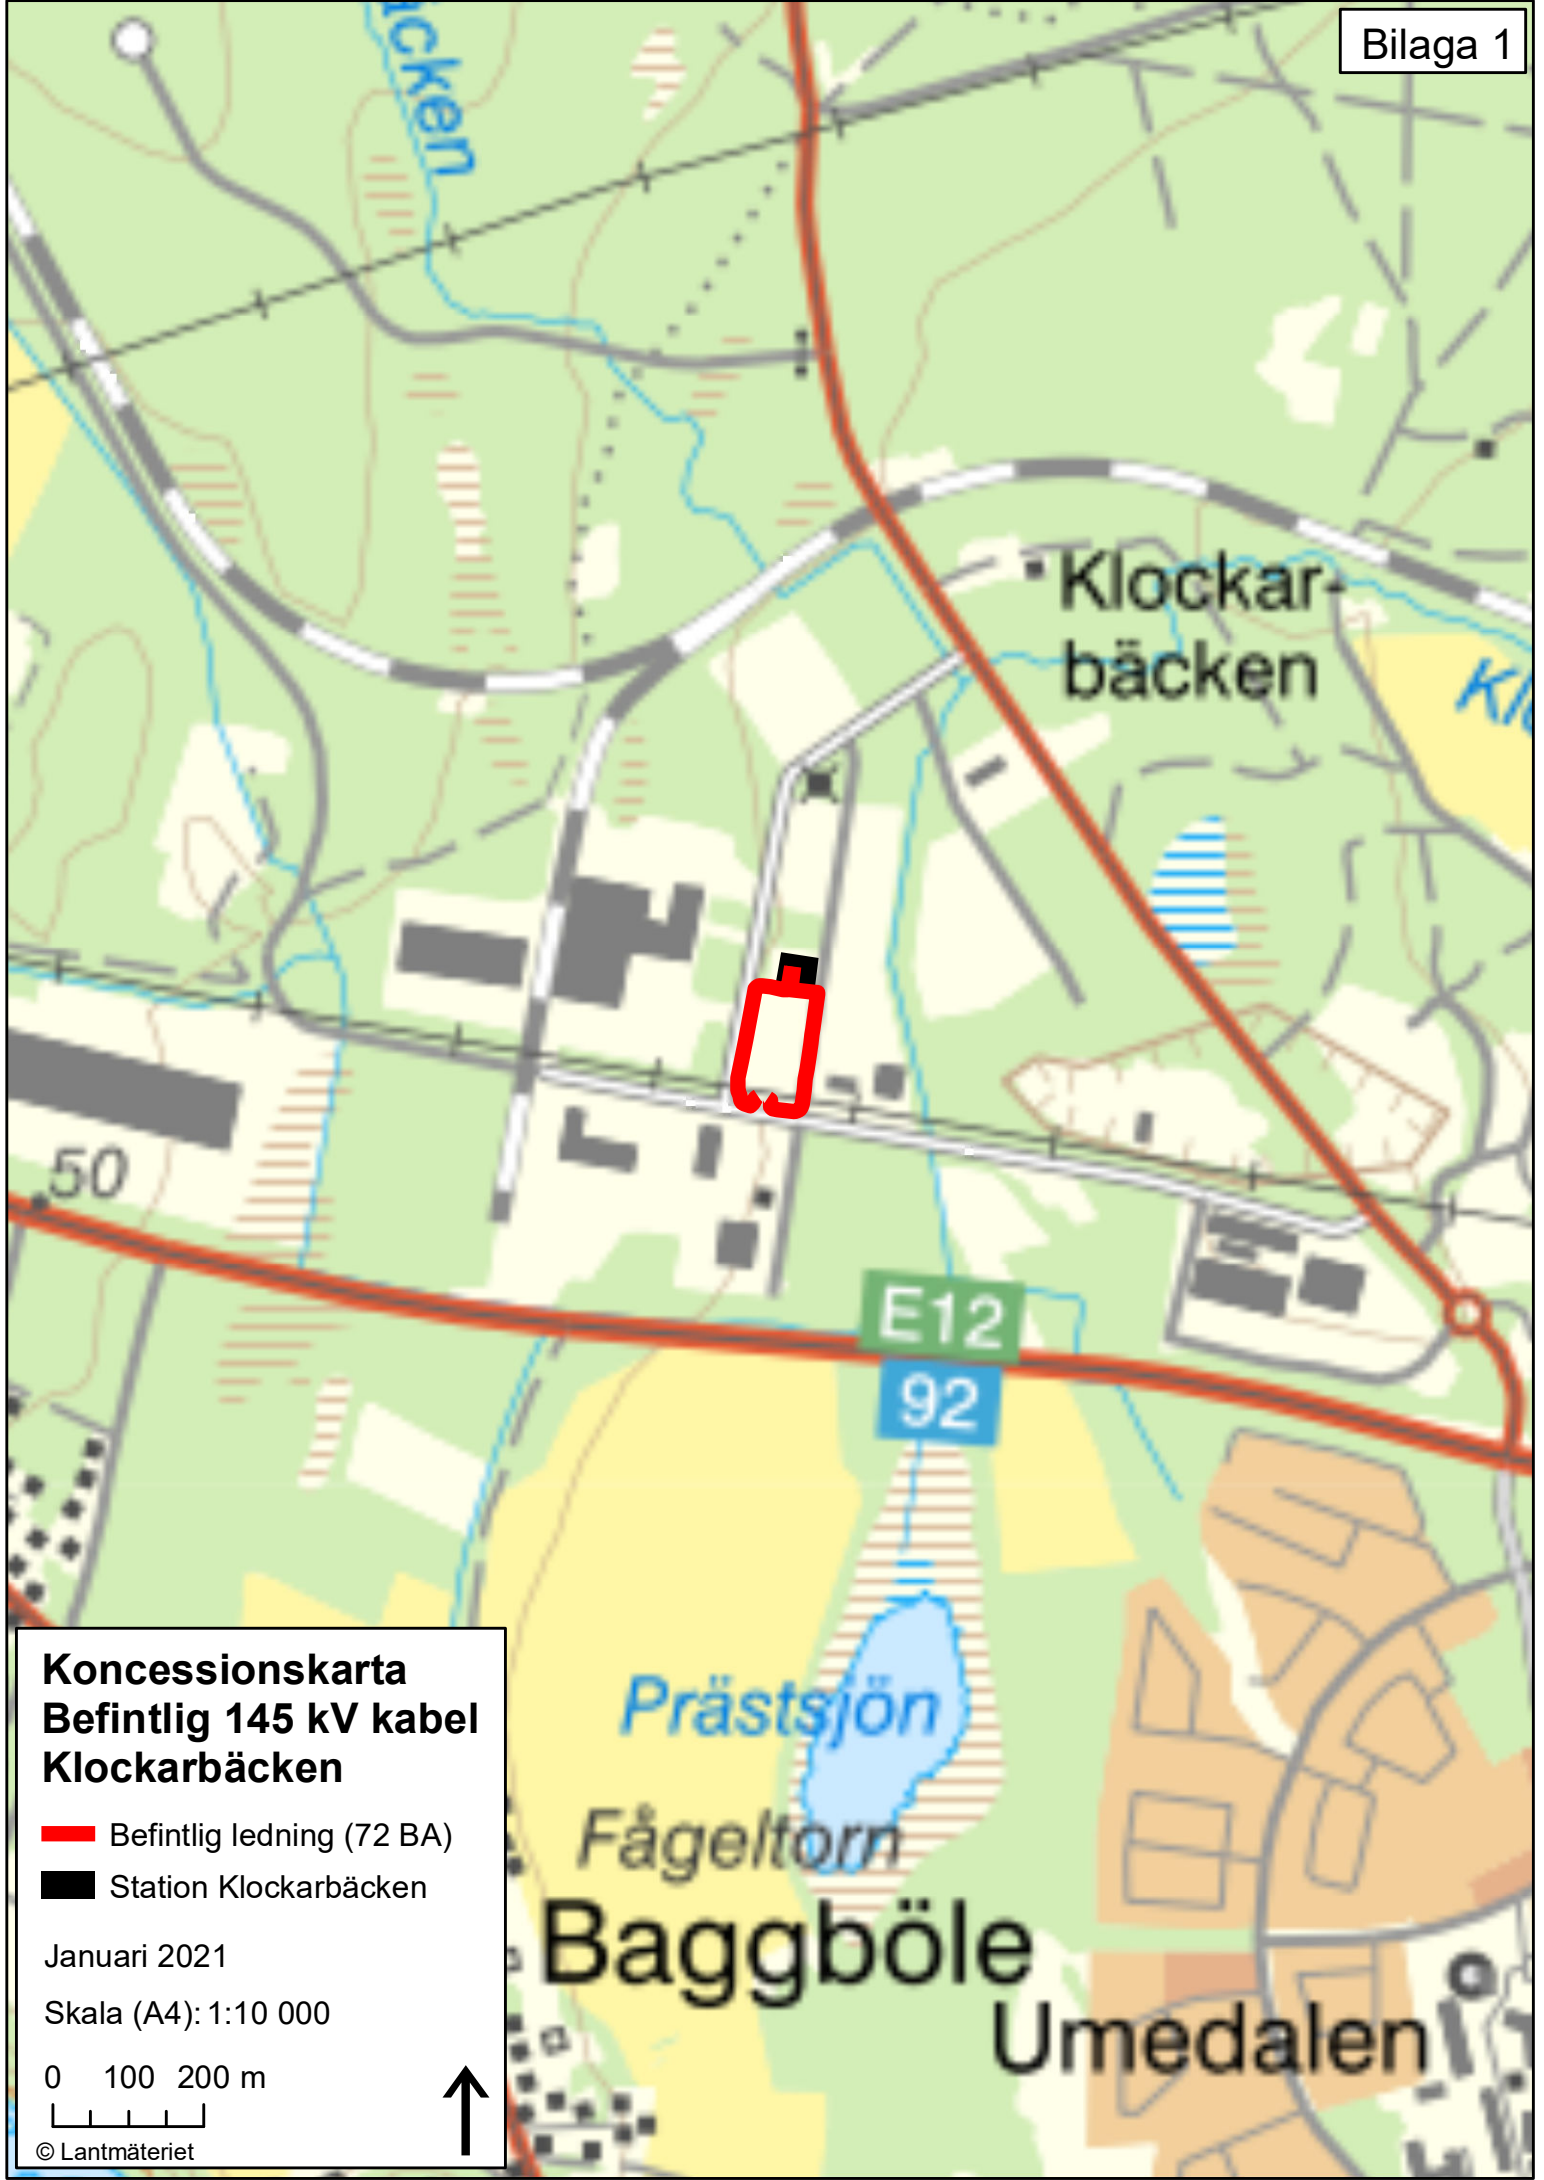 Bilaga 1
äcken
Klockar-
bäcken
50
E12
92
Prästsjön
Fågeltorn
Baggböle
Umedalen
Koncessionskarta
Befintlig 145 kV kabel
Klockarbäcken
Befintlig ledning (72 BA)
Station Klockarbäcken
Januari 2021
Skala (A4): 1:10 000
0 100 200 m
© Lantmäteriet